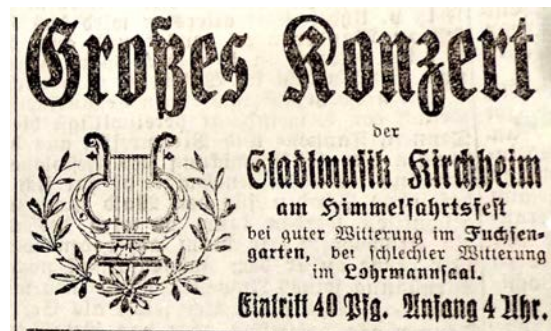 Großes Konzert
der
Stadtmusik Kirchheim
am Himmelfahrtsfest
bei guter Witterung im Fuchsen-
garten, bei schlechter Witterung
im Lohrmannsaal.
Eintritt 40 Pfg. Anfang 4 Uhr.